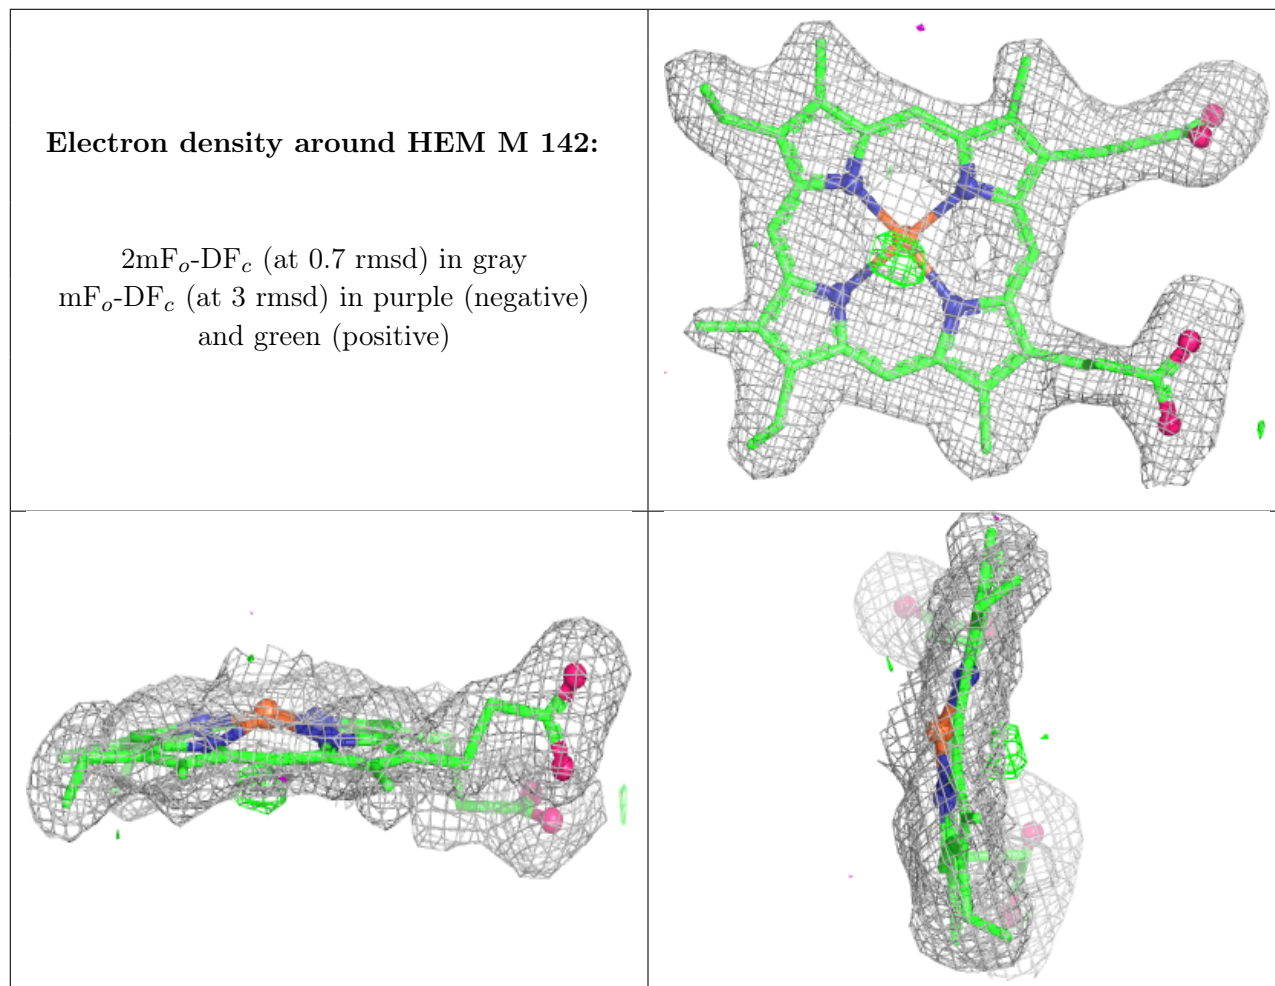 Electron density around HEM M 142:
2mFo-DFc (at 0.7 rmsd) in gray
mFo-DFc (at 3 rmsd) in purple (negative)
and green (positive)